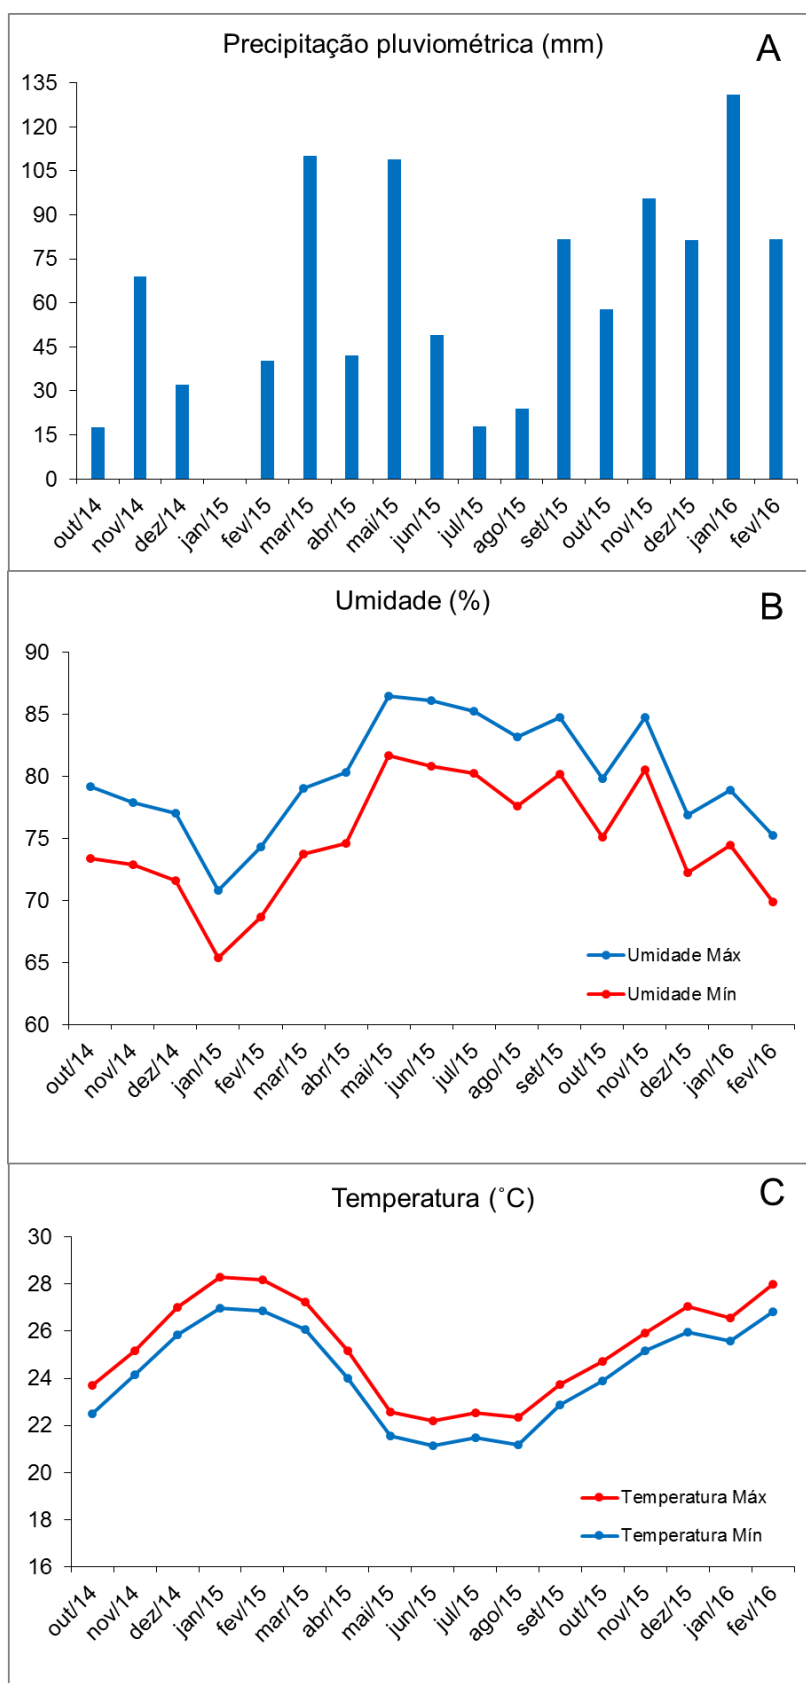 Precipitação pluviométrica (mm)
A
135
120
105
90
75
60
45
30
15
0
out/14
nov/14
dez/14
jan/15
fev/15
mar/15
abr/15
mai/15
jun/15
jul/15
ago/15
set/15
out/15
nov/15
dez/15
jan/16
fev/16
Umidade (%)
B
90
85
80
75
70
65
60
Umidade Máx
Umidade Mín
out/14
nov/14
dez/14
jan/15
fev/15
mar/15
abr/15
mai/15
jun/15
jul/15
ago/15
set/15
out/15
nov/15
dez/15
jan/16
fev/16
Temperatura (˚C)
C
30
28
26
24
22
20
18
16
Temperatura Máx
Temperatura Mín
out/14
nov/14
dez/14
jan/15
fev/15
mar/15
abr/15
mai/15
jun/15
jul/15
ago/15
set/15
out/15
nov/15
dez/15
jan/16
fev/16